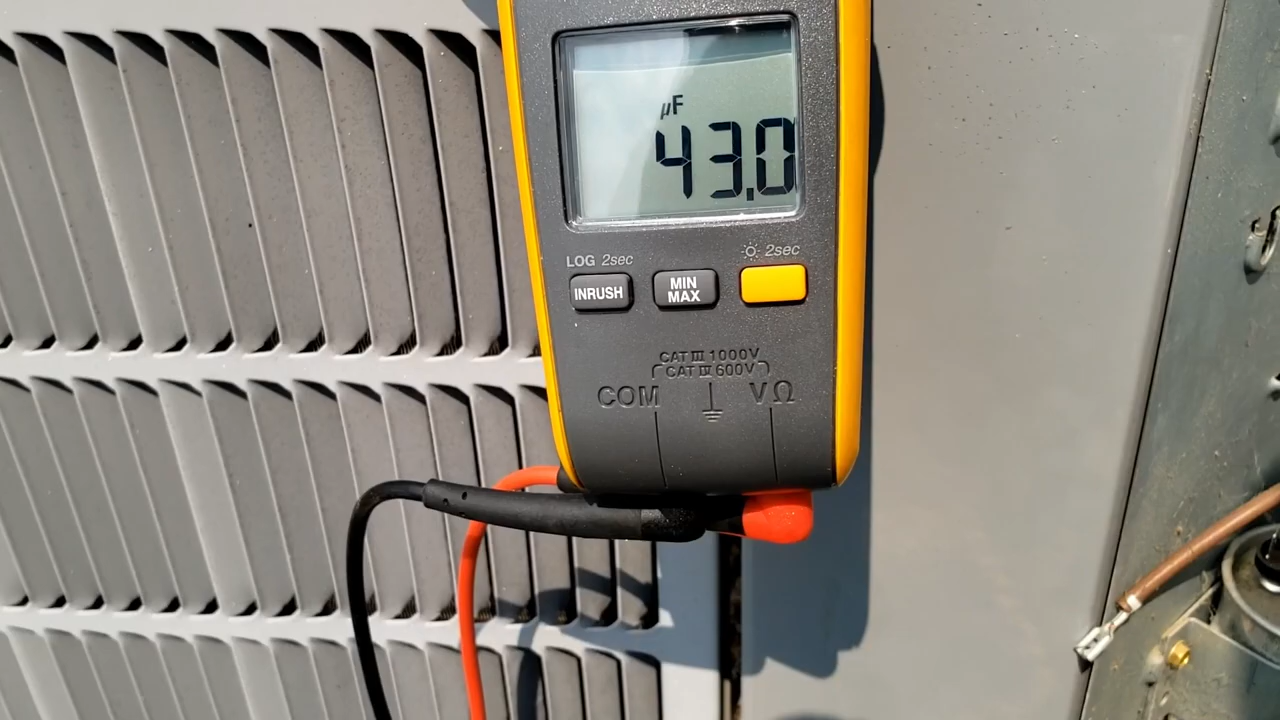 µF
43.0
LOG 2sec
2sec
INRUSH
MIN
MAX
CAT III 1000V
CAT IV 600V
COM
VΩ